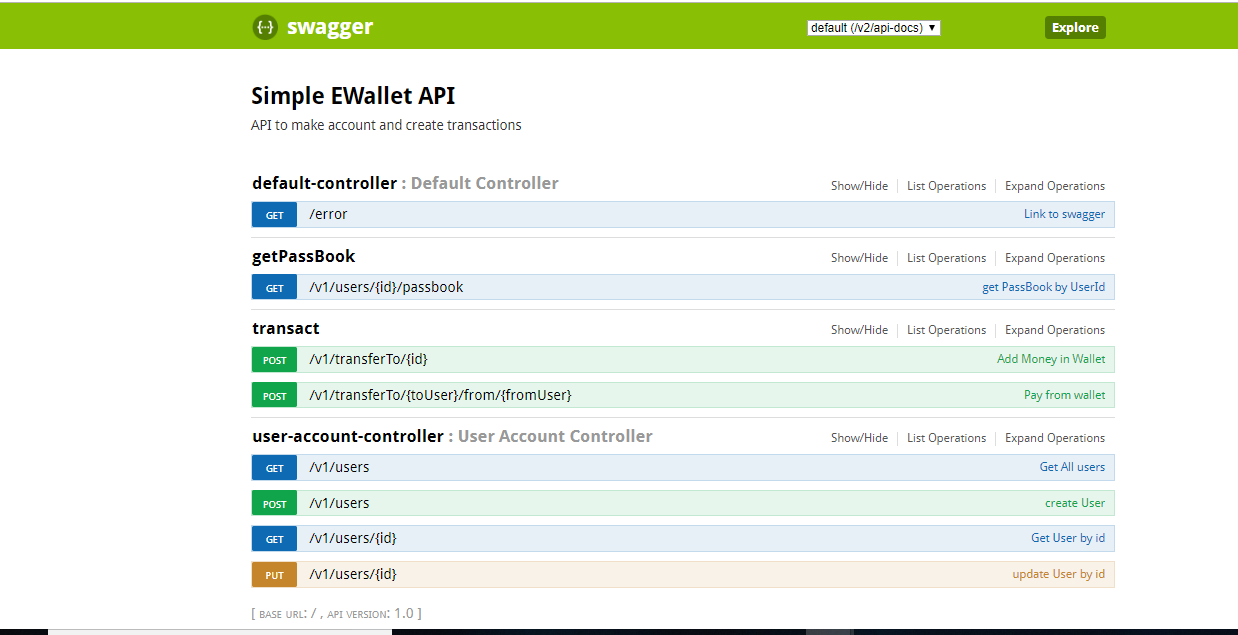 {···} swagger default (/v2/api-docs) ▼ Explore
Simple EWallet API
API to make account and create transactions
default-controller : Default Controller Show/Hide List Operations Expand Operations
GET /error Link to swagger
getPassBook Show/Hide List Operations Expand Operations
GET /v1/users/{id}/passbook get PassBook by UserId
transact Show/Hide List Operations Expand Operations
POST /v1/transferTo/{id} Add Money in Wallet
POST /v1/transferTo/{toUser}/from/{fromUser} Pay from wallet
user-account-controller : User Account Controller Show/Hide List Operations Expand Operations
GET /v1/users Get All users
POST /v1/users create User
GET /v1/users/{id} Get User by id
PUT /v1/users/{id} update User by id
[ BASE URL: / , API VERSION: 1.0 ]